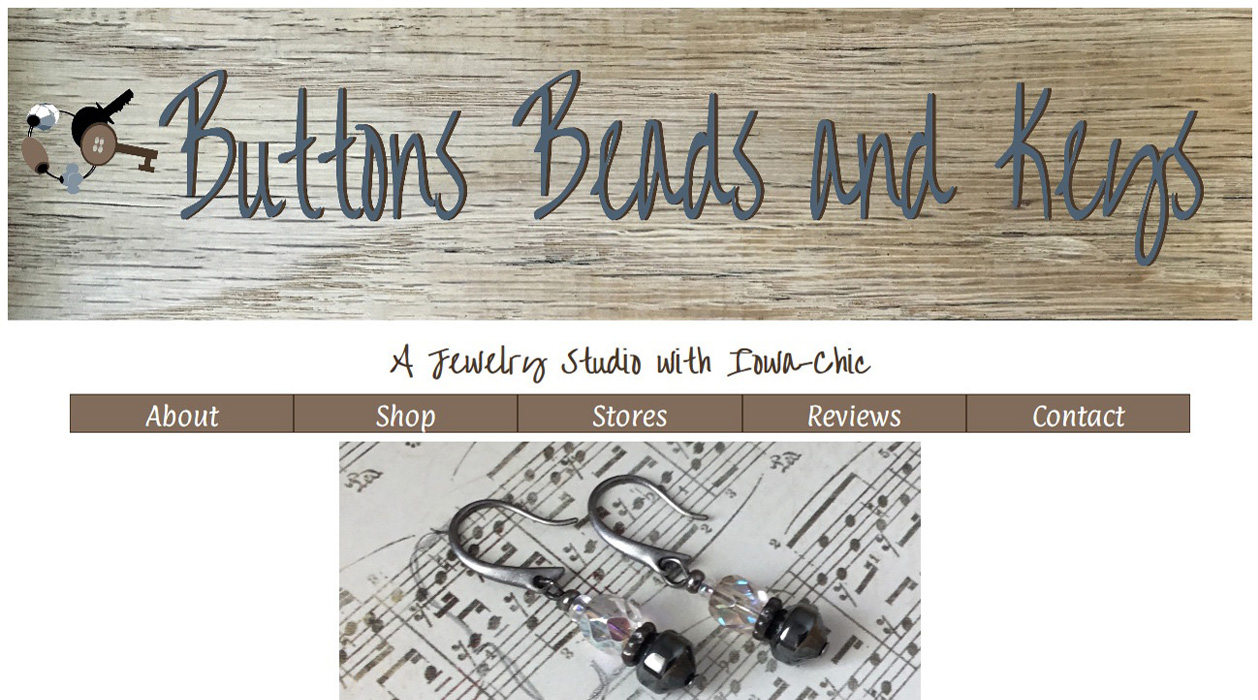 Buttons Beads and Keys
A Jewelry Studio with Iowa-Chic
About Shop Stores Reviews Contact